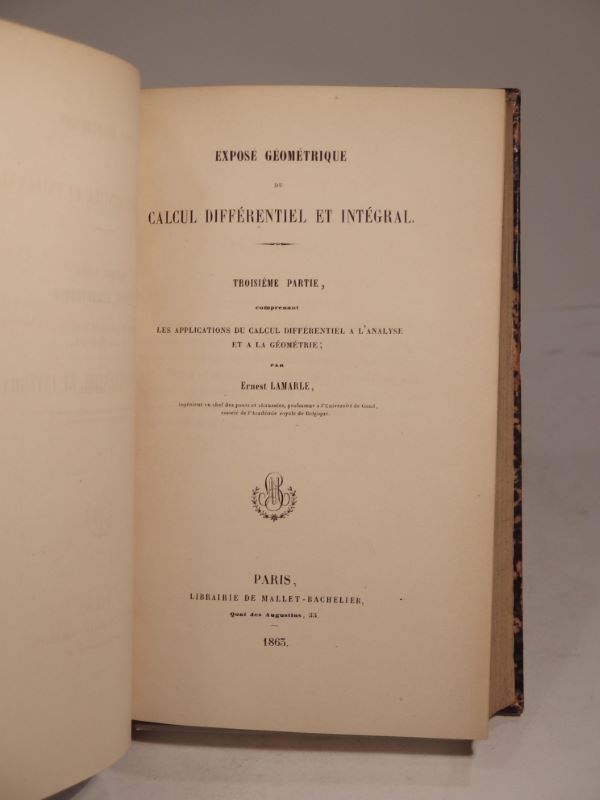 EXPOSÉ GÉOMÉTRIQUE
DU
CALCUL DIFFÉRENTIEL ET INTÉGRAL.
TROISIÈME PARTIE,
comprenant
LES APPLICATIONS DU CALCUL DIFFÉRENTIEL A L'ANALYSE
ET A LA GÉOMÉTRIE;
PAR
Ernest LAMARLE,
ingénieur en chef des ponts et chaussées, professeur à l'Université de Gand,
associé de l'Académie royale de Belgique.
PARIS,
LIBRAIRIE DE MALLET-BACHELIER,
Quai des Augustins, 55.
1863.